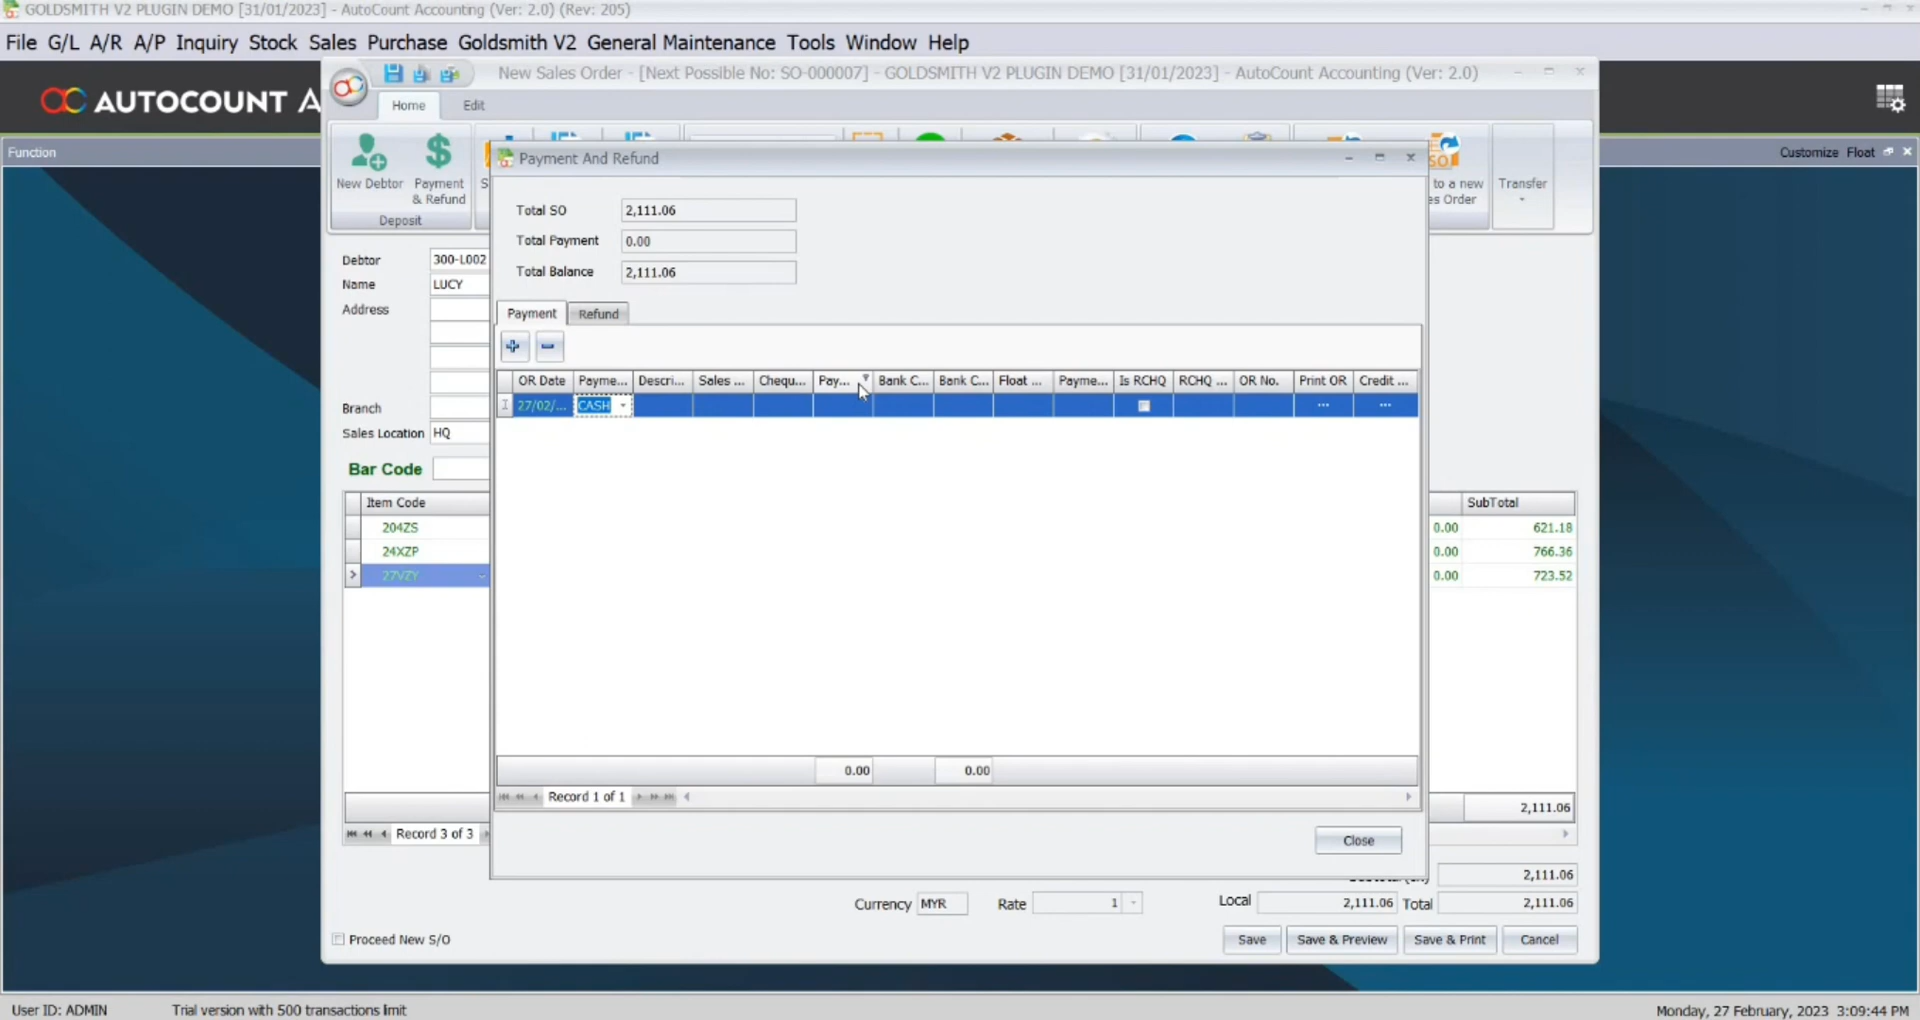 GOLDSMITH V2 PLUGIN DEMO [31/01/2023] - AutoCount Accounting (Ver: 2.0) (Rev: 205)
File G/L A/R A/P Inquiry Stock Sales Purchase Goldsmith V2 General Maintenance Tools Window Help
New Sales Order - [Next Possible No: SO-000007] - GOLDSMITH V2 PLUGIN DEMO [31/01/2023] - AutoCount Accounting (Ver: 2.0)
AUTOCOUNT A
Home Edit
Function
Customize Float
Payment And Refund
New Debtor Payment & Refund
to a new
es Order
Transfer
Deposit
Total SO 2,111.06
Total Payment 0.00
Total Balance 2,111.06
Debtor 300-L002
Name LUCY
Address
Branch
Sales Location HQ
Bar Code
Payment Refund
OR Date Payme... Descri... Sales ... Chequ... Pay... Bank C... Bank C... Float ... Payme... Is RCHQ RCHQ ... OR No. Print OR Credit ...
27/02/... CASH ... ...
Item Code SubTotal
204ZS 0.00 621.18
24XZP 0.00 766.36
27VZY 0.00 723.52
0.00 0.00
Record 1 of 1
2,111.06
Record 3 of 3
Close
2,111.06
Currency MYR Rate 1 Local 2,111.06 Total 2,111.06
Proceed New S/O
Save Save & Preview Save & Print Cancel
User ID: ADMIN Trial version with 500 transactions limit Monday, 27 February, 2023 3:09:44 PM